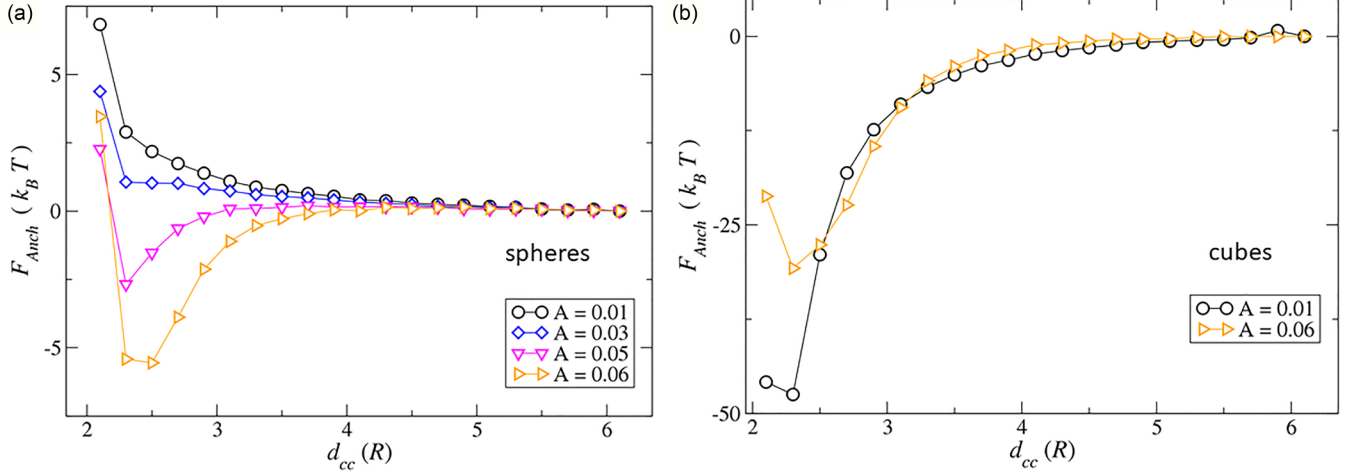 (a)
5
0
-5
F_Anch ( k_B T )
2 3 4 5 6
d_cc (R)
spheres
A = 0.01
A = 0.03
A = 0.05
A = 0.06
(b)
0
-25
-50
F_Anch ( k_B T )
2 3 4 5 6
d_cc (R)
cubes
A = 0.01
A = 0.06